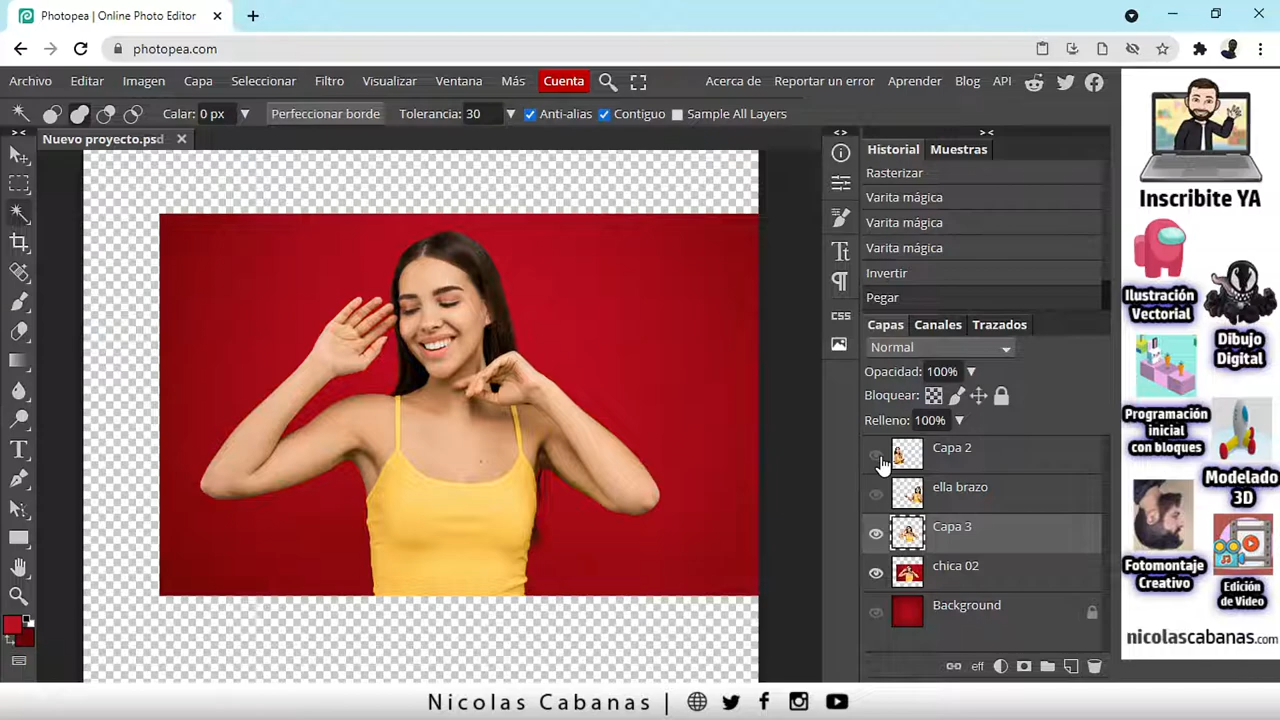 Photopea | Online Photo Editor
photopea.com
Archivo Editar Imagen Capa Seleccionar Filtro Visualizar Ventana Más Cuenta Acerca de Reportar un error Aprender Blog API
Calar: 0 px Perfeccionar borde Tolerancia: 30 Anti-alias Contiguo Sample All Layers
Nuevo proyecto.psd
Historial Muestras
Rasterizar
Varita mágica
Varita mágica
Varita mágica
Invertir
Pegar
CSS
Capas Canales Trazados
Normal
Opacidad: 100%
Bloquear:
Relleno: 100%
Capa 2
ella brazo
Capa 3
chica 02
Background
eff
Inscribite YA
Ilustración
Vectorial
Dibujo
Digital
Programación
inicial
con bloques
Modelado
3D
Fotomontaje
Creativo
Edición
de Video
nicolascabanas.com
Nicolas Cabanas |